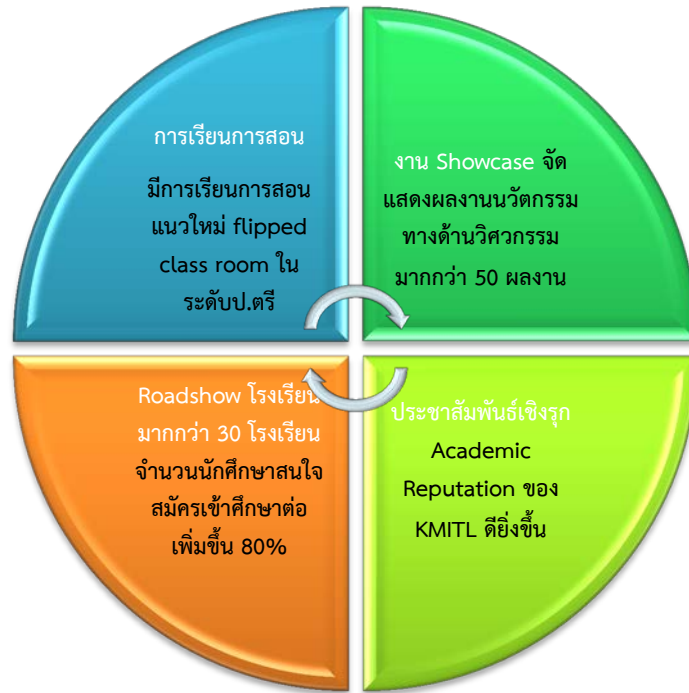 การเรียนการสอน
มีการเรียนการสอน
แนวใหม่ flipped
class room ใน
ระดับป.ตรี
งาน Showcase จัด
แสดงผลงานนวัตกรรม
ทางด้านวิศวกรรม
มากกว่า 50 ผลงาน
Roadshow โรงเรียน
มากกว่า 30 โรงเรียน
จำนวนนักศึกษาสนใจ
สมัครเข้าศึกษาต่อ
เพิ่มขึ้น 80%
ประชาสัมพันธ์เชิงรุก
Academic
Reputation ของ
KMITL ดียิ่งขึ้น